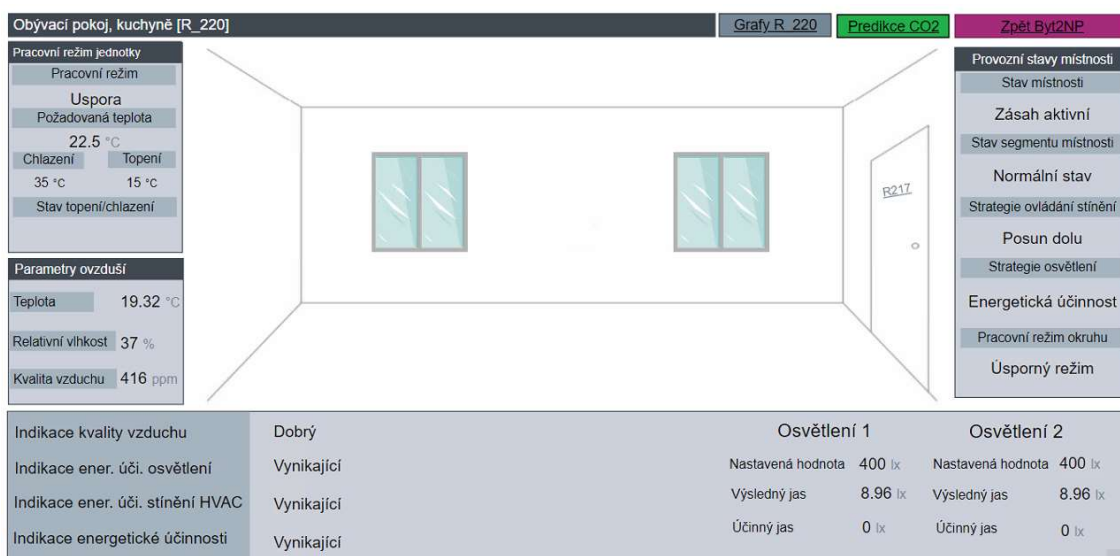 Obývací pokoj, kuchyně [R_220]
Grafy R_220
Predikce CO2
Zpět Byt2NP
Pracovní režim jednotky
Pracovní režim
Uspora
Požadovaná teplota
22.5 °C
Chlazení Topení
35 °C 15 °C
Stav topení/chlazení
Parametry ovzduší
Teplota 19.32 °C
Relativní vlhkost 37 %
Kvalita vzduchu 416 ppm
R217
Provozní stavy místnosti
Stav místnosti
Zásah aktivní
Stav segmentu místnosti
Normální stav
Strategie ovládání stínění
Posun dolu
Strategie osvětlení
Energetická účinnost
Pracovní režim okruhu
Úsporný režim
Indikace kvality vzduchu Dobrý
Indikace ener. úči. osvětlení Vynikající
Indikace ener. úči. stínění HVAC Vynikající
Indikace energetické účinnosti Vynikající
Osvětlení 1
Nastavená hodnota 400 lx
Výsledný jas 8.96 lx
Účinný jas 0 lx
Osvětlení 2
Nastavená hodnota 400 lx
Výsledný jas 8.96 lx
Účinný jas 0 lx